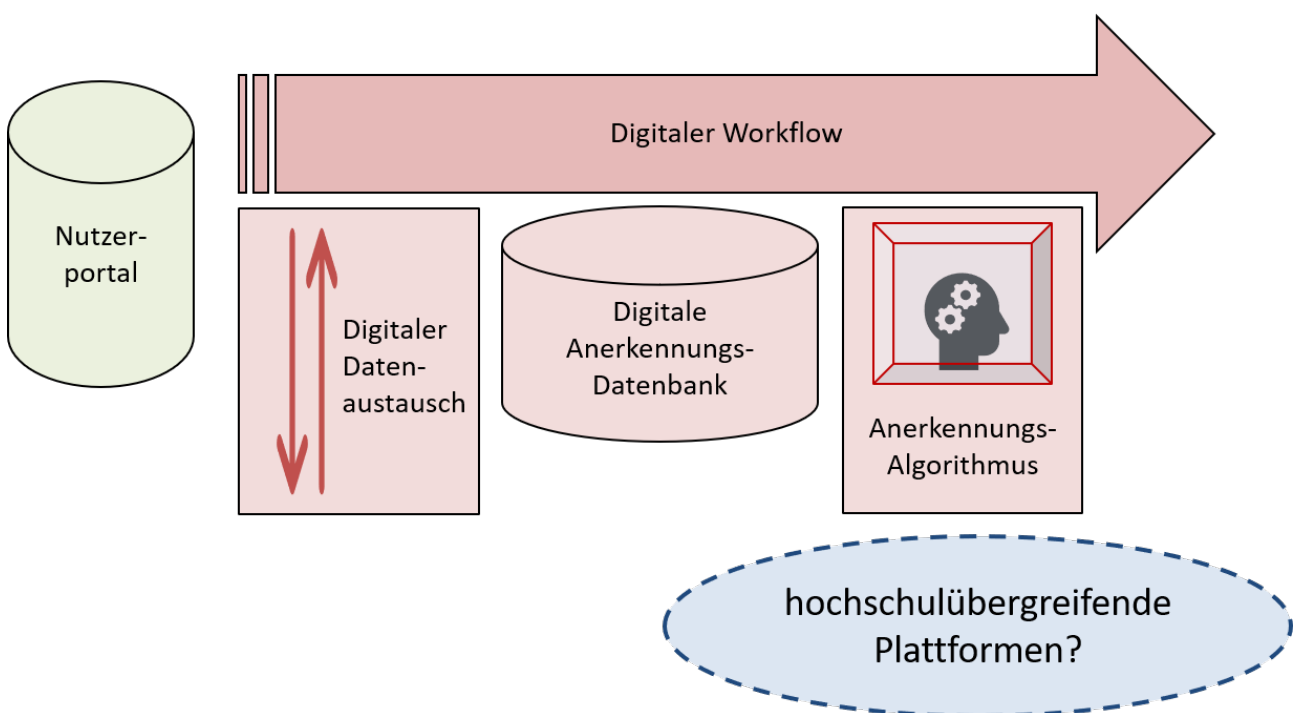 Digitaler Workflow
Nutzer-
portal
Digitaler
Daten-
austausch
Digitale
Anerkennungs-
Datenbank
Anerkennungs-
Algorithmus
hochschulübergreifende
Plattformen?